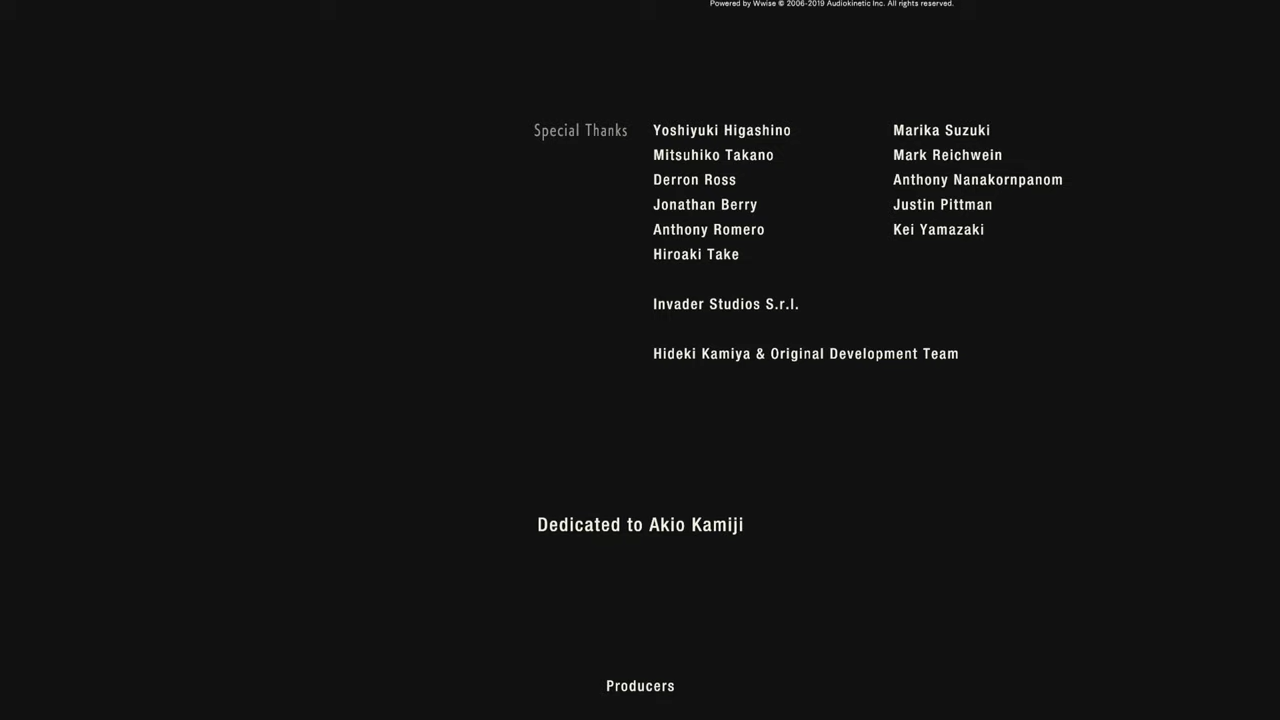 Powered by Wwise © 2006-2019 Audiokinetic Inc. All rights reserved.
Special Thanks
Yoshiyuki Higashino
Marika Suzuki
Mitsuhiko Takano
Mark Reichwein
Derron Ross
Anthony Nanakornpanom
Jonathan Berry
Justin Pittman
Anthony Romero
Kei Yamazaki
Hiroaki Take
Invader Studios S.r.l.
Hideki Kamiya & Original Development Team
Dedicated to Akio Kamiji
Producers